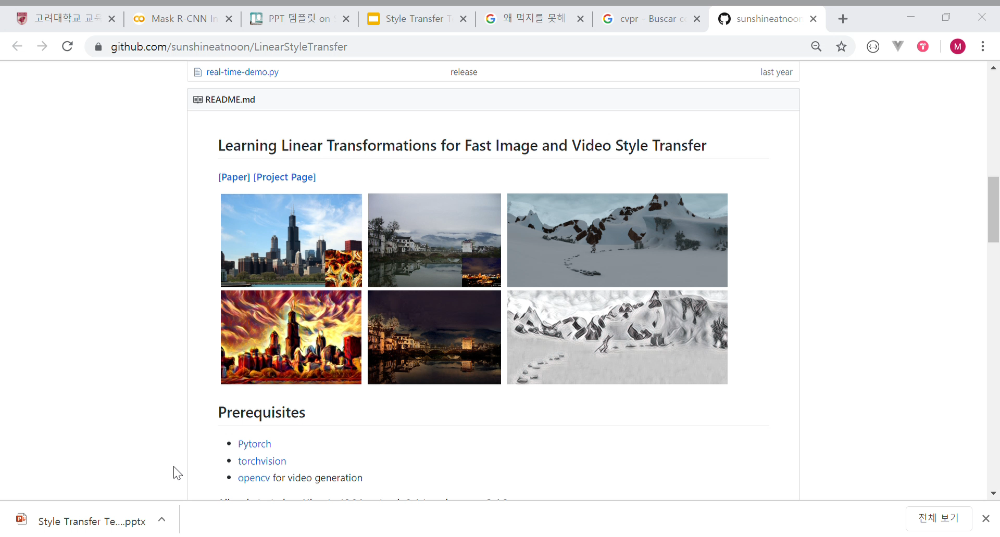 고려대학교 교육
Mask R-CNN In
PPT 템플릿 on S
Style Transfer Te
왜 먹지를 못해
cvpr - Buscar co
sunshineatnoon
github.com/sunshineatnoon/LinearStyleTransfer
M
real-time-demo.py release last year
README.md
Learning Linear Transformations for Fast Image and Video Style Transfer
[Paper] [Project Page]
Prerequisites
Pytorch
torchvision
opencv for video generation
Style Transfer Te....pptx
전체 보기